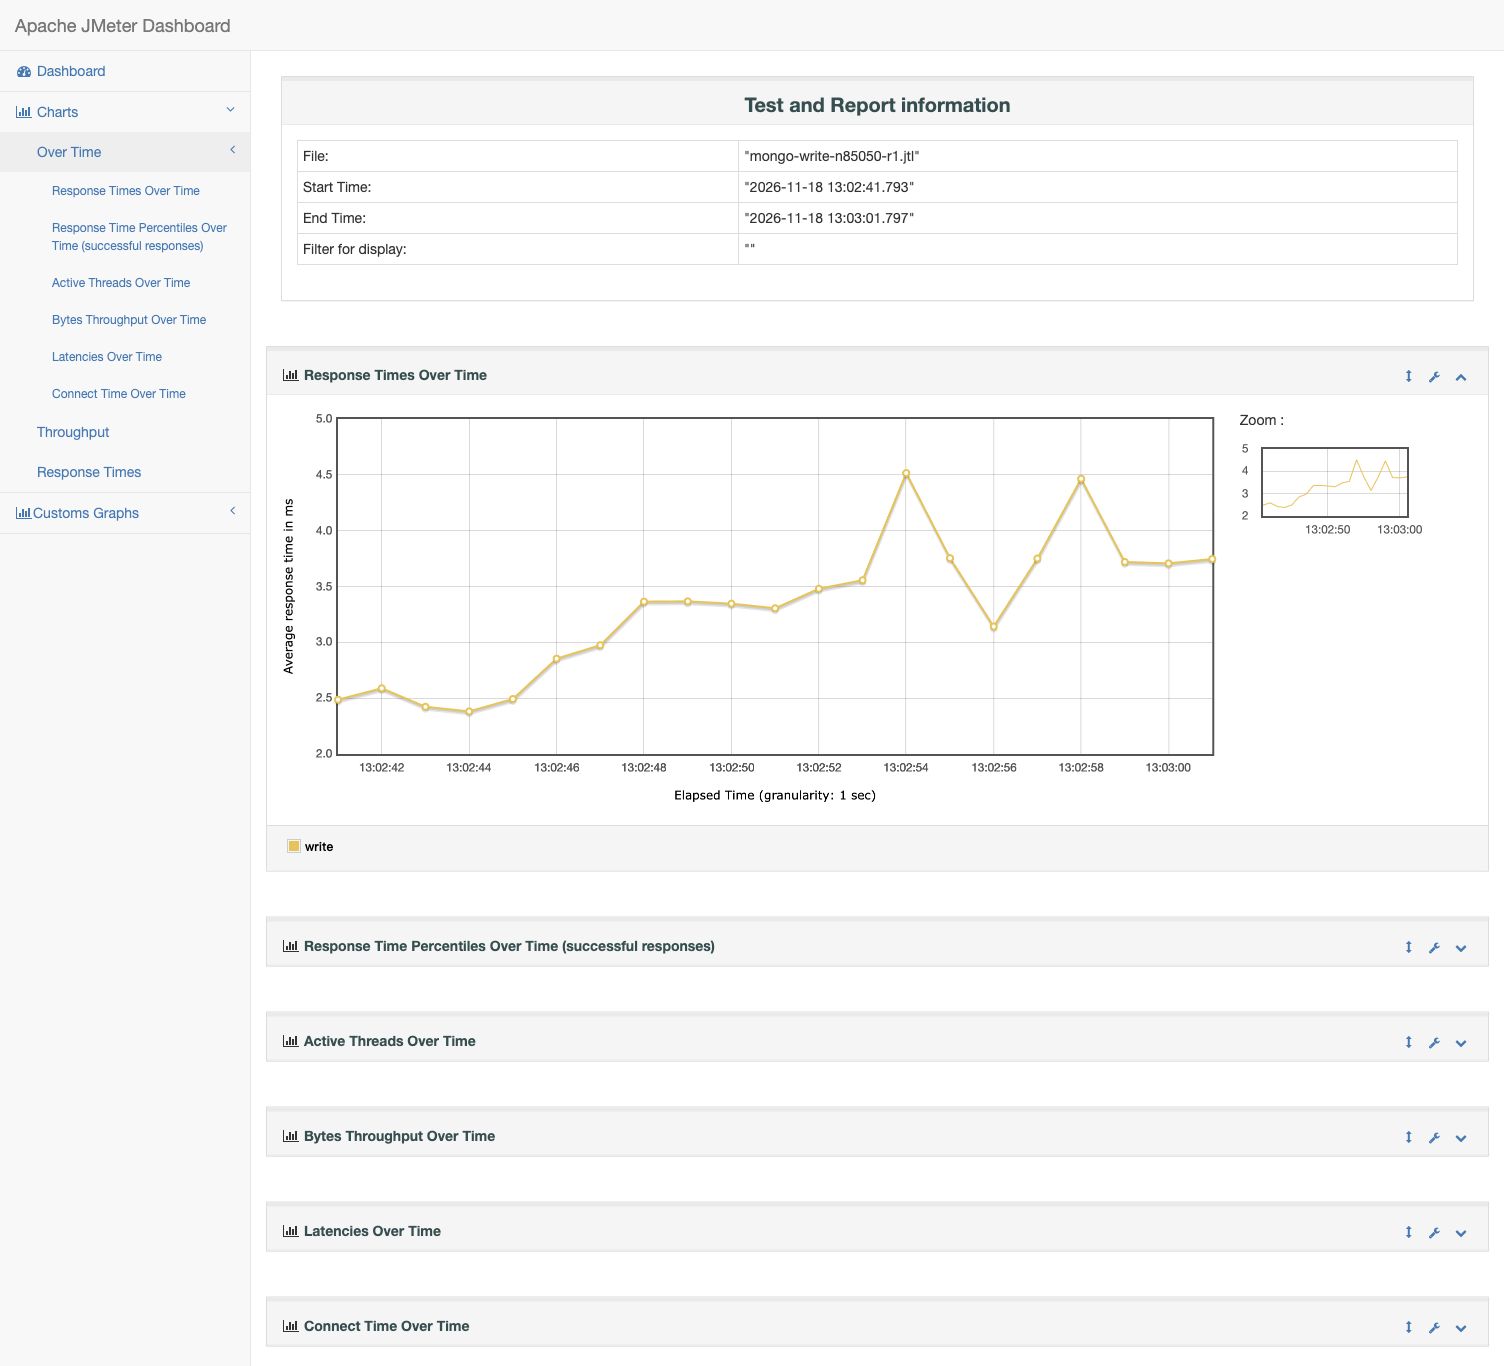 Apache JMeter Dashboard
Dashboard
Charts
Over Time
Response Times Over Time
Response Time Percentiles Over
Time (successful responses)
Active Threads Over Time
Bytes Throughput Over Time
Latencies Over Time
Connect Time Over Time
Throughput
Response Times
Customs Graphs
Test and Report information
File: "mongo-write-n85050-r1.jtl"
Start Time: "2026-11-18 13:02:41.793"
End Time: "2026-11-18 13:03:01.797"
Filter for display: ""
Response Times Over Time
Average response time in ms
5.0
4.5
4.0
3.5
3.0
2.5
2.0
13:02:42 13:02:44 13:02:46 13:02:48 13:02:50 13:02:52 13:02:54 13:02:56 13:02:58 13:03:00
Elapsed Time (granularity: 1 sec)
Zoom :
5
4
3
2
13:02:50 13:03:00
write
Response Time Percentiles Over Time (successful responses)
Active Threads Over Time
Bytes Throughput Over Time
Latencies Over Time
Connect Time Over Time